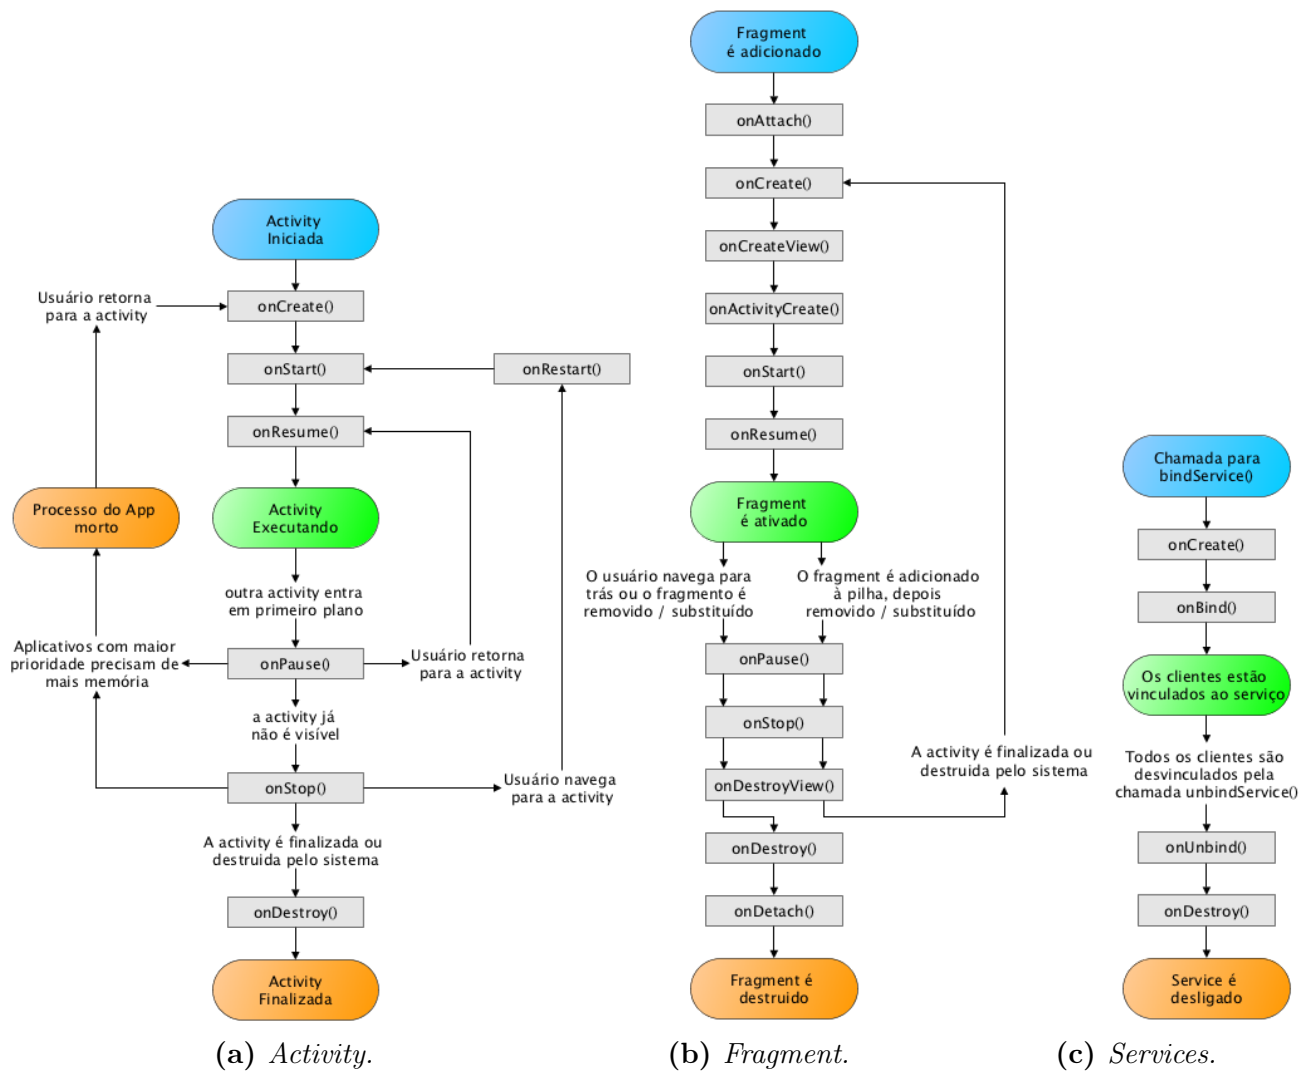 Activity
Iniciada
Usuário retorna
para a activity
onCreate()
onStart()
onRestart()
onResume()
Processo do App
morto
Activity
Executando
outra activity entra
em primeiro plano
Aplicativos com maior
prioridade precisam de
mais memória
onPause()
Usuário retorna
para a activity
a activity já
não é visível
onStop()
Usuário navega
para a activity
A activity é finalizada ou
destruida pelo sistema
onDestroy()
Activity
Finalizada
(a) Activity.
Fragment
é adicionado
onAttach()
onCreate()
onCreateView()
onActivityCreate()
onStart()
onResume()
Fragment
é ativado
O usuário navega para
trás ou o fragmento é
removido / substituído
O fragment é adicionado
à pilha, depois
removido / substituído
onPause()
onStop()
onDestroyView()
A activity é finalizada ou
destruida pelo sistema
onDestroy()
onDetach()
Fragment é
destruido
(b) Fragment.
Chamada para
bindService()
onCreate()
onBind()
Os clientes estão
vinculados ao serviço
Todos os clientes são
desvinculados pela
chamada unbindService()
onUnbind()
onDestroy()
Service é
desligado
(c) Services.